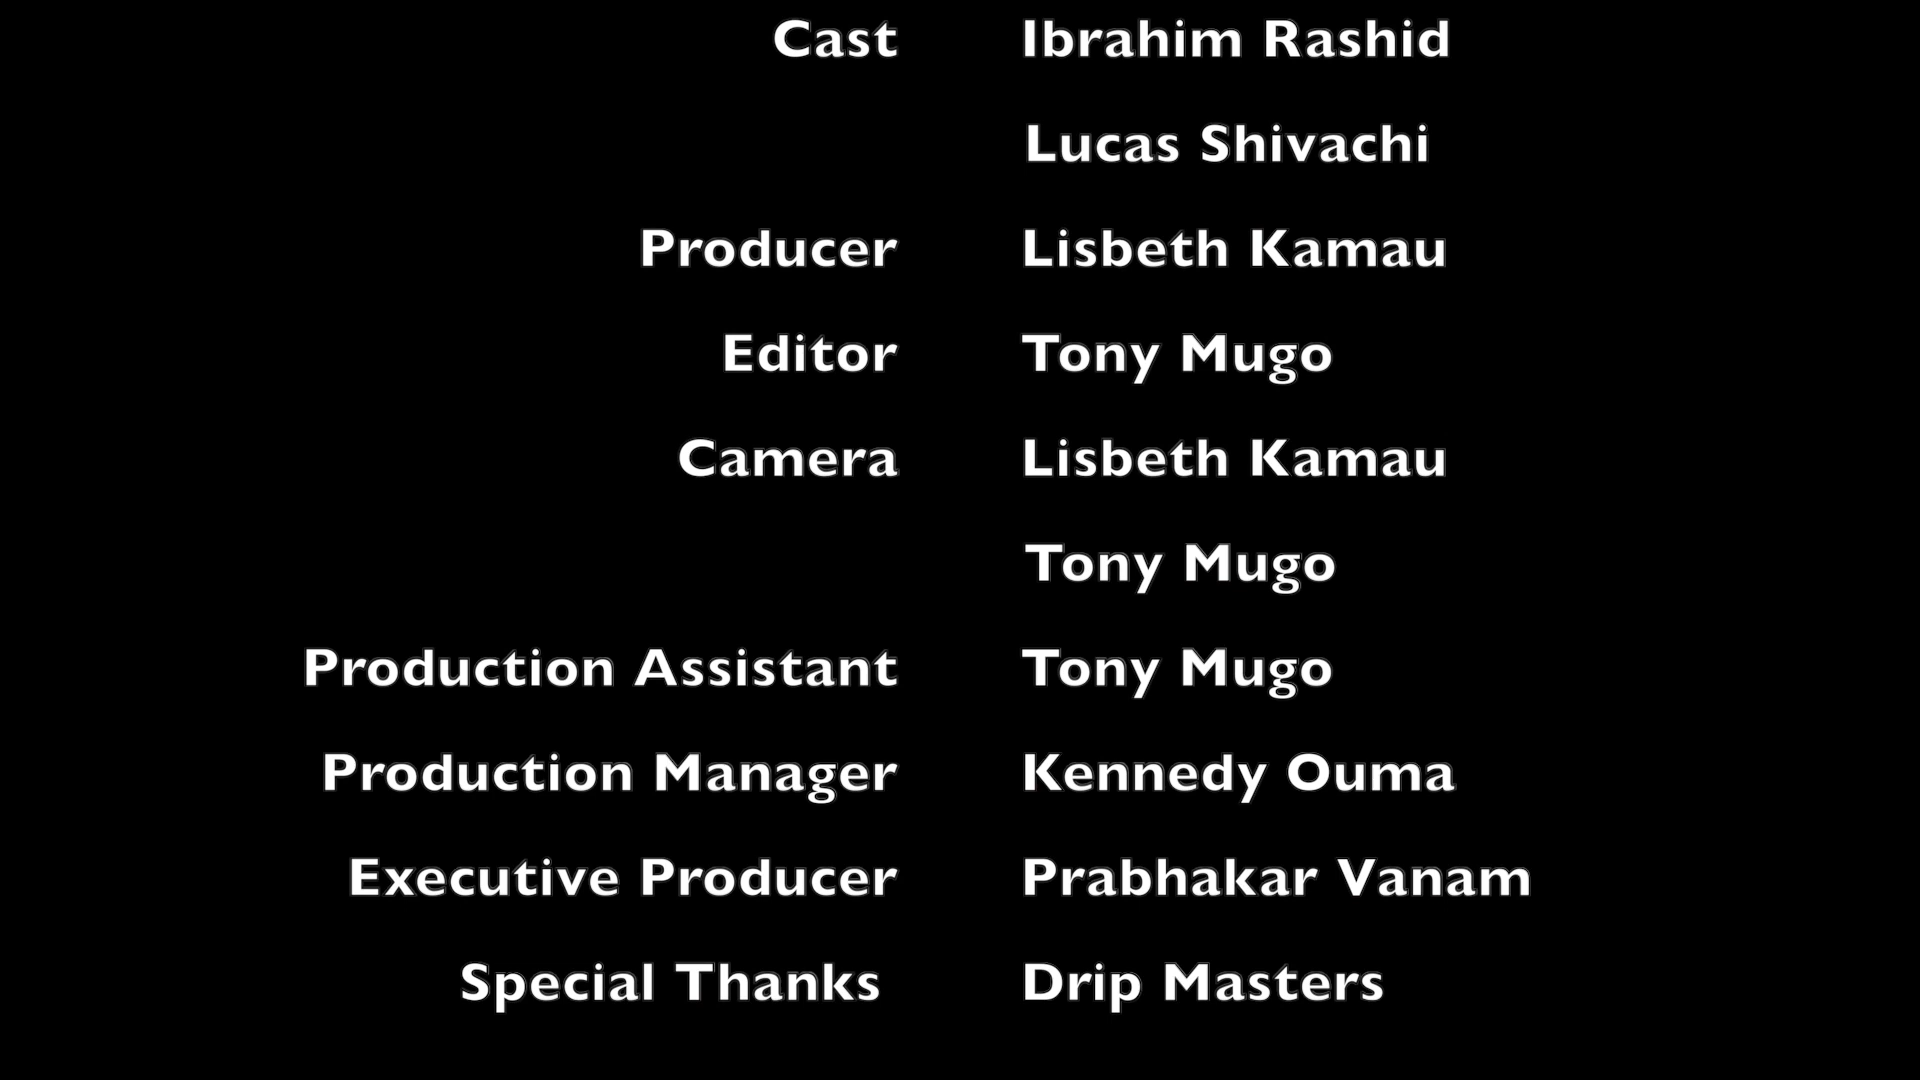 Cast Ibrahim Rashid
Lucas Shivachi
Producer Lisbeth Kamau
Editor Tony Mugo
Camera Lisbeth Kamau
Tony Mugo
Production Assistant Tony Mugo
Production Manager Kennedy Ouma
Executive Producer Prabhakar Vanam
Special Thanks Drip Masters